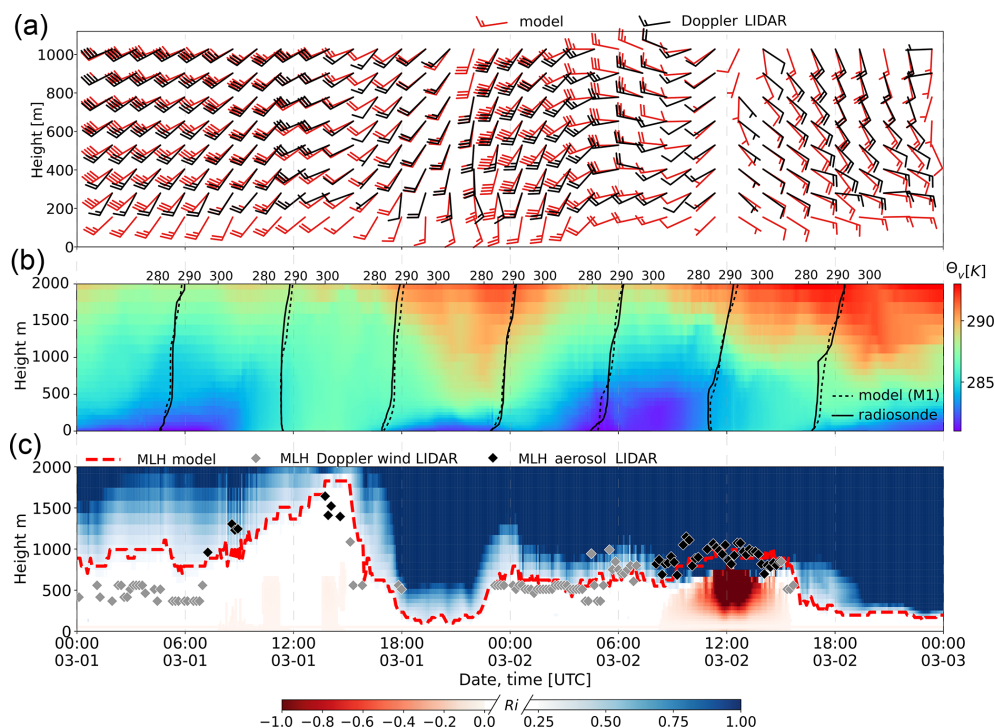 (a)
model
Doppler LIDAR
1000
800
600
400
200
0
Height [m]
(b)
280 290 300 280 290 300 280 290 300 280 290 300 280 290 300 280 290 300 280 290 300
Θv[K]
2000
1500
1000
500
0
Height m
model (M1)
radiosonde
290
285
(c)
MLH model
MLH Doppler wind LIDAR
MLH aerosol LIDAR
2000
1500
1000
500
0
Height m
00:00 06:00 12:00 18:00 00:00 06:00 12:00 18:00 00:00
03-01 03-01 03-01 03-01 03-02 03-02 03-02 03-02 03-03
Date, time [UTC]
Ri
−1.0 −0.8 −0.6 −0.4 −0.2 0.0 0.25 0.50 0.75 1.00